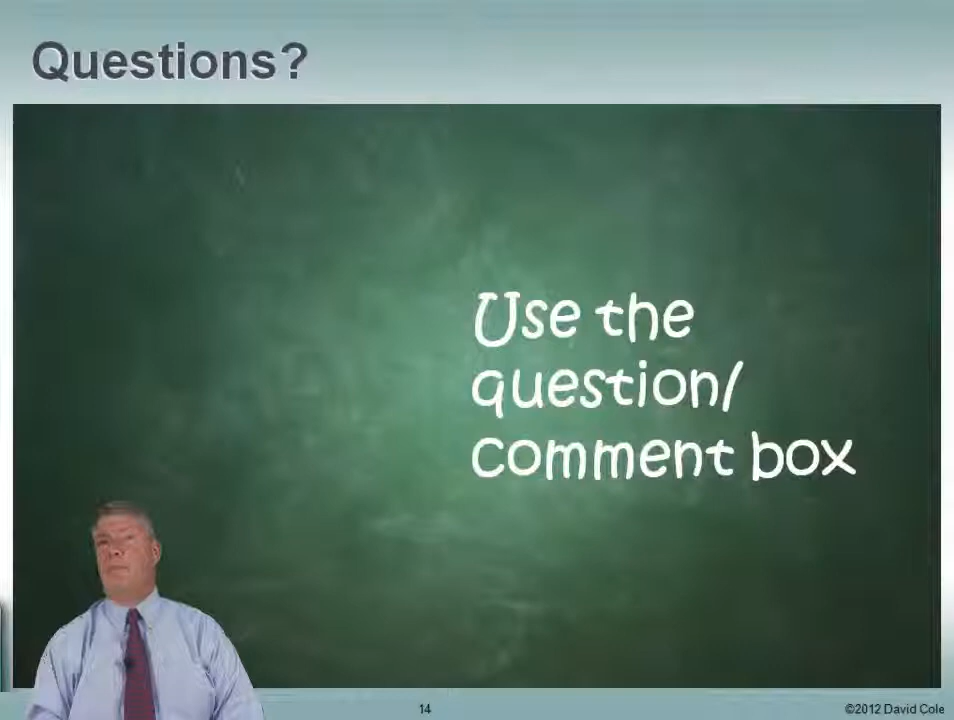 Questions?
Use the
question/
comment box
14
©2012 David Cole